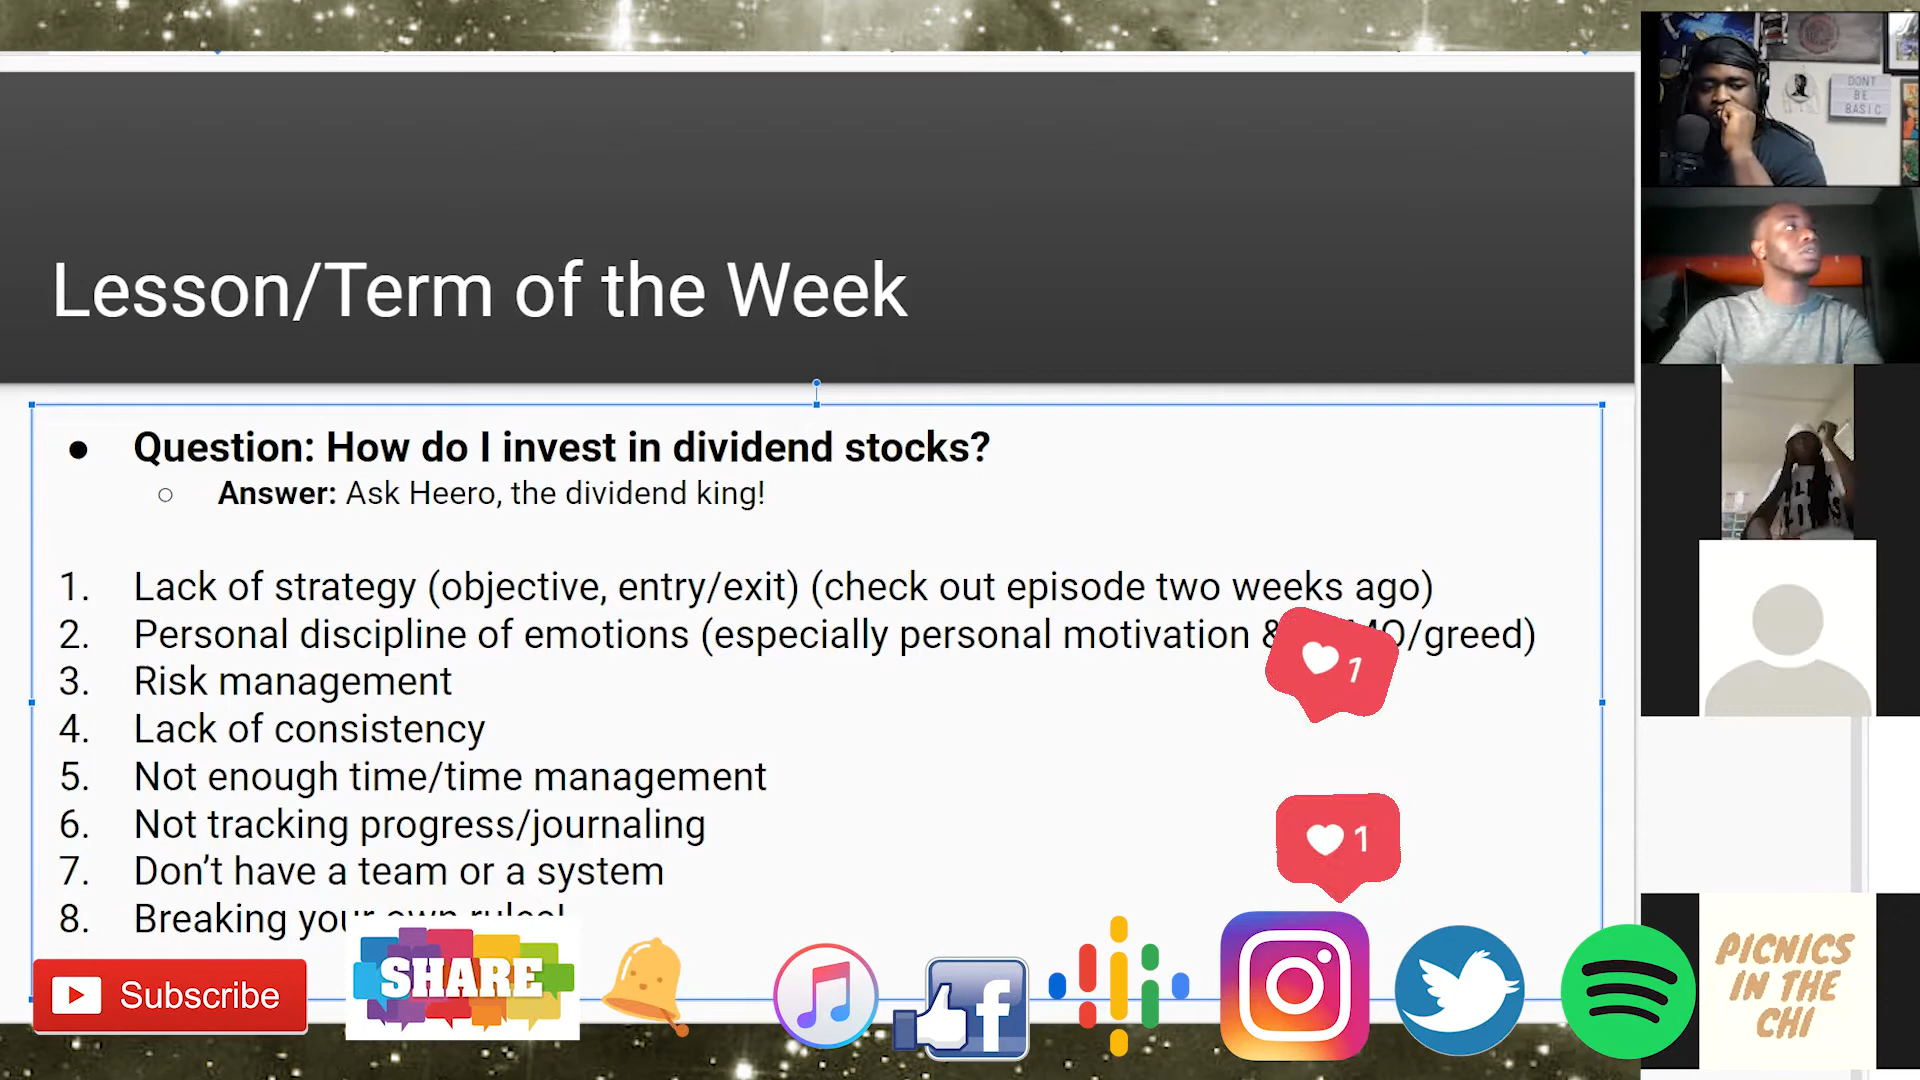 Lesson/Term of the Week
● Question: How do I invest in dividend stocks?
○ Answer: Ask Heero, the dividend king!
1. Lack of strategy (objective, entry/exit) (check out episode two weeks ago)
2. Personal discipline of emotions (especially personal motivation & /greed)
3. Risk management
4. Lack of consistency
5. Not enough time/time management
6. Not tracking progress/journaling
7. Don't have a team or a system
8. Breaking your own rules!
1
1
Subscribe
SHARE
DONT
BE
BASIC
PICNICS
IN THE
CHI